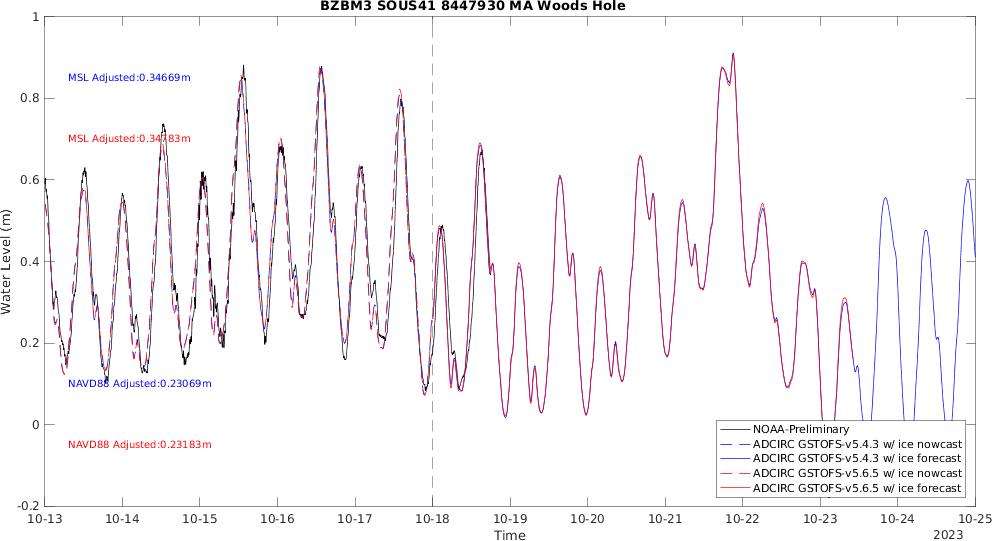 BZBM3 SOUS41 8447930 MA Woods Hole
Water Level (m)
1
0.8
0.6
0.4
0.2
0
-0.2
MSL Adjusted:0.34669m
MSL Adjusted:0.34783m
NAVD88 Adjusted:0.23069m
NAVD88 Adjusted:0.23183m
NOAA-Preliminary
ADCIRC GSTOFS-v5.4.3 w/ ice nowcast
ADCIRC GSTOFS-v5.4.3 w/ ice forecast
ADCIRC GSTOFS-v5.6.5 w/ ice nowcast
ADCIRC GSTOFS-v5.6.5 w/ ice forecast
10-13 10-14 10-15 10-16 10-17 10-18 10-19 10-20 10-21 10-22 10-23 10-24 10-25
Time
2023